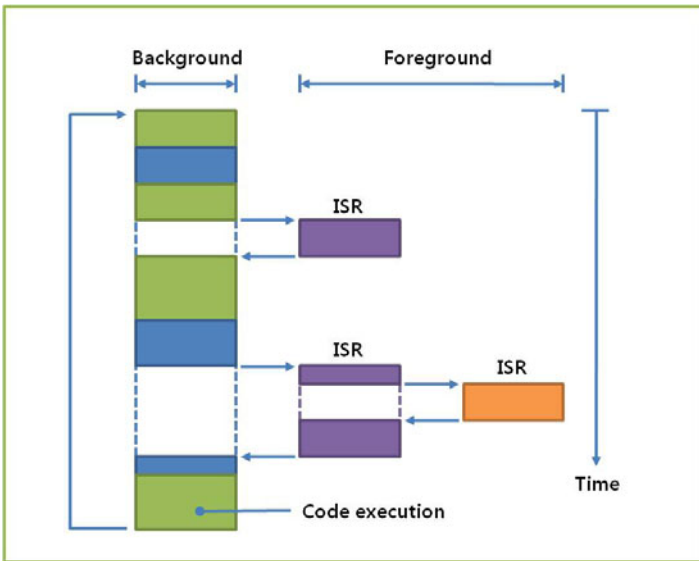 Background
Foreground
ISR
ISR
ISR
Time
Code execution